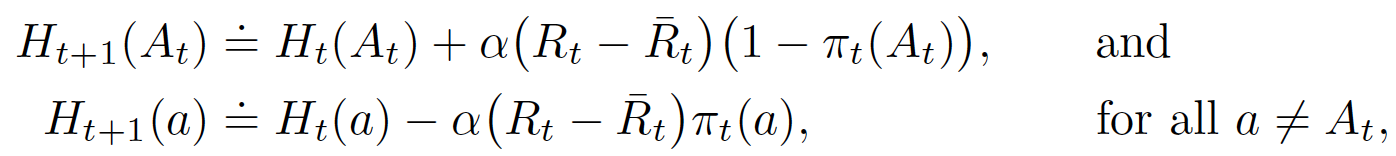 Hₜ₊₁(Aₜ) ≐ Hₜ(Aₜ) + α(Rₜ − R̄ₜ)(1 − πₜ(Aₜ)), and
Hₜ₊₁(a) ≐ Hₜ(a) − α(Rₜ − R̄ₜ)πₜ(a), for all a ≠ Aₜ,